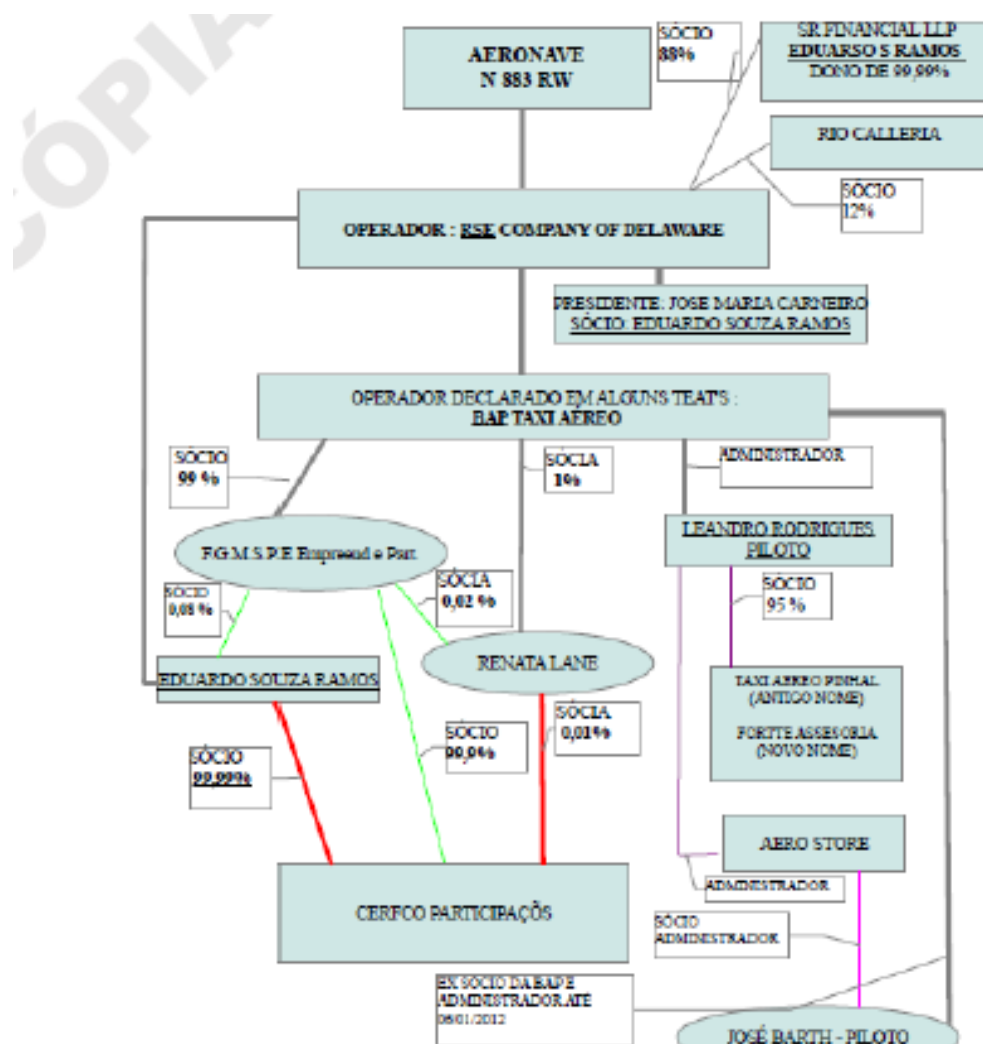 CÓPIA
AERONAVE
N 883 RW
SÓCIO
88%
SR FINANCIAL LLP
EDUARSO S RAMOS
DONO DE 99,99%
RIO CALLERIA
SÓCIO
12%
OPERADOR : RSE COMPANY OF DELAWARE
PRESIDENTE: JOSE MARIA CARNEIRO
SÓCIO: EDUARDO SOUZA RAMOS
OPERADOR DECLARADO EM ALGUNS TEAT'S :
BAP TAXI AÉREO
SÓCIO
99 %
SÓCIA
1%
ADMINISTRADOR
F.G.M.S.P.E Empreend e Part.
LEANDRO RODRIGUES
PILOTO
SÓCIO
0,08 %
SÓCIA
0,02 %
SÓCIO
95 %
RENATA LANE
EDUARDO SOUZA RAMOS
TAXI AEREO PINHAL
(ANTIGO NOME)
FORTTE ASSESORIA
(NOVO NOME)
SÓCIO
99,99%
SÓCIO
99,9%
SÓCIA
0,01%
AERO STORE
ADMINISTRADOR
CERFCO PARTICIPAÇÕS
SÓCIO
ADMINISTRADOR
EX SÓCIO DA BAP E
ADMINISTRADOR ATÉ
06/01/2012
JOSÉ BARTH - PILOTO